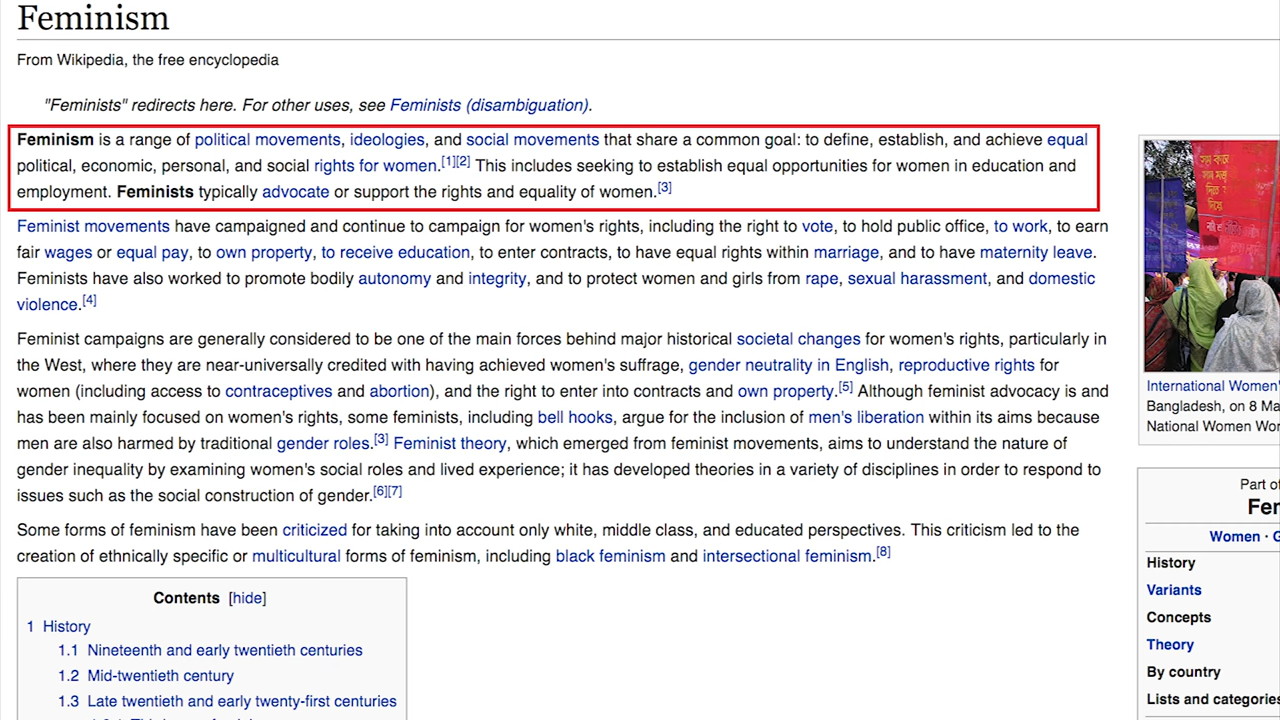 Feminism
From Wikipedia, the free encyclopedia
"Feminists" redirects here. For other uses, see Feminists (disambiguation).
Feminism is a range of political movements, ideologies, and social movements that share a common goal: to define, establish, and achieve equal
political, economic, personal, and social rights for women.[1][2] This includes seeking to establish equal opportunities for women in education and
employment. Feminists typically advocate or support the rights and equality of women.[3]
Feminist movements have campaigned and continue to campaign for women's rights, including the right to vote, to hold public office, to work, to earn
fair wages or equal pay, to own property, to receive education, to enter contracts, to have equal rights within marriage, and to have maternity leave.
Feminists have also worked to promote bodily autonomy and integrity, and to protect women and girls from rape, sexual harassment, and domestic
violence.[4]
Feminist campaigns are generally considered to be one of the main forces behind major historical societal changes for women's rights, particularly in
the West, where they are near-universally credited with having achieved women's suffrage, gender neutrality in English, reproductive rights for
women (including access to contraceptives and abortion), and the right to enter into contracts and own property.[5] Although feminist advocacy is and
has been mainly focused on women's rights, some feminists, including bell hooks, argue for the inclusion of men's liberation within its aims because
men are also harmed by traditional gender roles.[3] Feminist theory, which emerged from feminist movements, aims to understand the nature of
gender inequality by examining women's social roles and lived experience; it has developed theories in a variety of disciplines in order to respond to
issues such as the social construction of gender.[6][7]
Some forms of feminism have been criticized for taking into account only white, middle class, and educated perspectives. This criticism led to the
creation of ethnically specific or multicultural forms of feminism, including black feminism and intersectional feminism.[8]
Contents [hide]
1 History
1.1 Nineteenth and early twentieth centuries
1.2 Mid-twentieth century
1.3 Late twentieth and early twenty-first centuries
International Women'
Bangladesh, on 8 Ma
National Women Wor
Part of
Fer
Women · G
History
Variants
Concepts
Theory
By country
Lists and categories